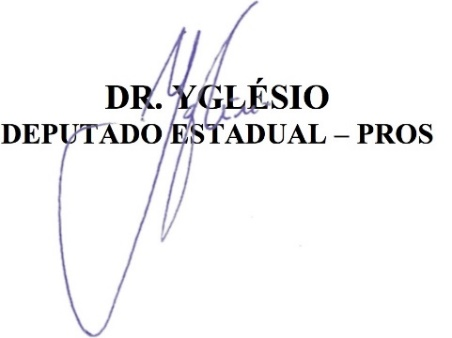 DR. YGLÉSIO
DEPUTADO ESTADUAL – PROS